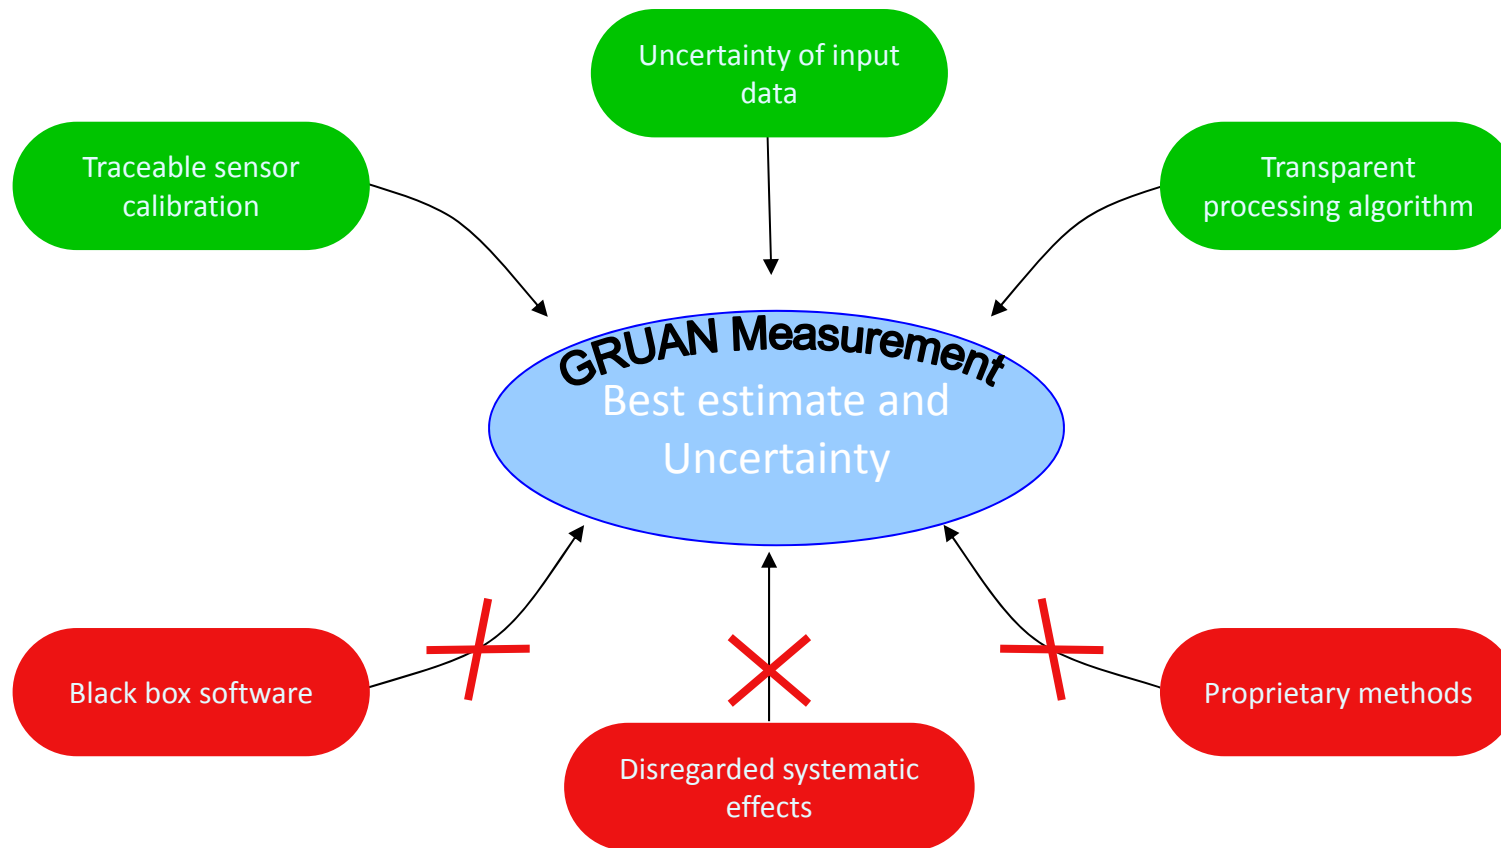 Uncertainty of input
data
Traceable sensor
calibration
Transparent
processing algorithm
GRUAN Measurement
Best estimate and
Uncertainty
Black box software
Proprietary methods
Disregarded systematic
effects